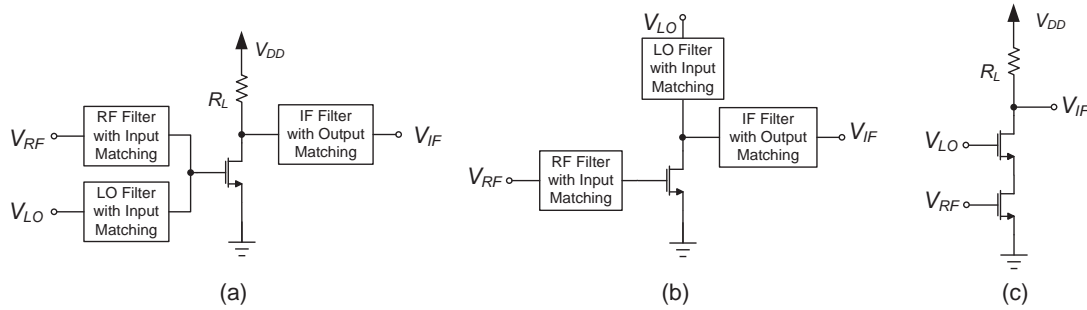 V_DD
R_L
V_RF
RF Filter
with Input
Matching
IF Filter
with Output
Matching
V_IF
V_LO
LO Filter
with Input
Matching
(a)
V_LO
LO Filter
with Input
Matching
IF Filter
with Output
Matching
V_IF
V_RF
RF Filter
with Input
Matching
(b)
V_DD
R_L
V_IF
V_LO
V_RF
(c)